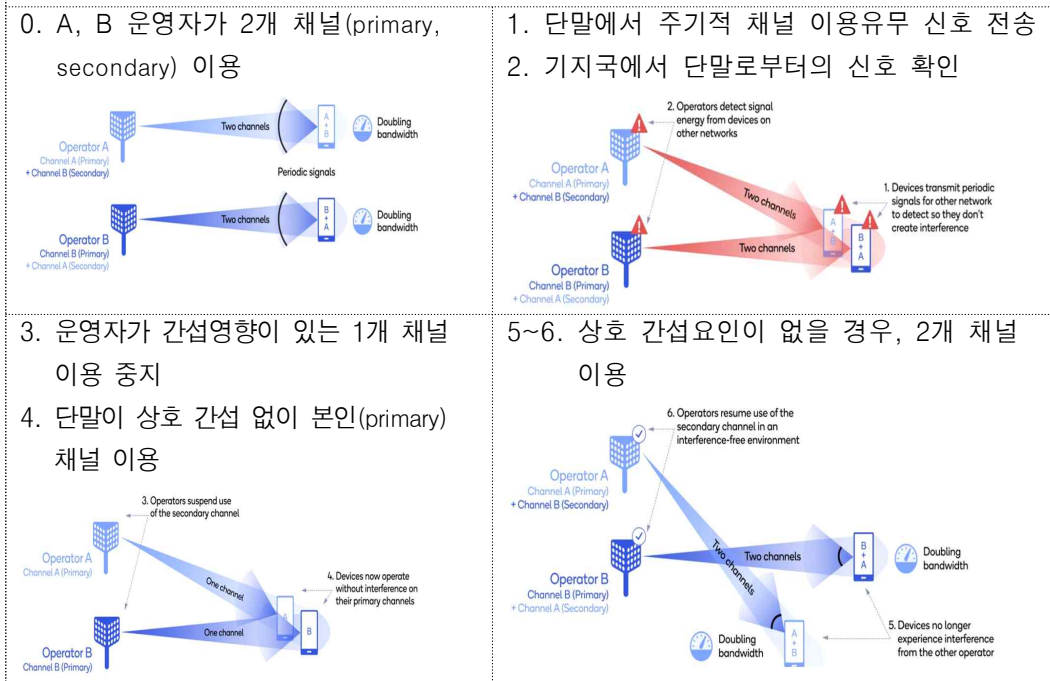 0. A, B 운영자가 2개 채널(primary,
secondary) 이용
Two channels
A
+
B
Doubling
bandwidth
Operator A
Channel A (Primary)
+ Channel B (Secondary)
Periodic signals
Two channels
B
+
A
Doubling
bandwidth
Operator B
Channel B (Primary)
+ Channel A (Secondary)
1. 단말에서 주기적 채널 이용유무 신호 전송
2. 기지국에서 단말로부터의 신호 확인
2. Operators detect signal
energy from devices on
other networks
Operator A
Channel A (Primary)
+ Channel B (Secondary)
Two channels
1. Devices transmit periodic
signals for other network
to detect so they don't
create interference
A
+
B
B
+
A
Two channels
Operator B
Channel B (Primary)
+ Channel A (Secondary)
3. 운영자가 간섭영향이 있는 1개 채널
이용 중지
4. 단말이 상호 간섭 없이 본인(primary)
채널 이용
3. Operators suspend use
of the secondary channel
Operator A
Channel A (Primary)
One channel
4. Devices now operate
without interference on
their primary channels
A
B
One channel
Operator B
Channel B (Primary)
5~6. 상호 간섭요인이 없을 경우, 2개 채널
이용
6. Operators resume use of the
secondary channel in an
interference-free environment
Operator A
Channel A (Primary)
+ Channel B (Secondary)
Two channels
Two channels
B
+
A
Doubling
bandwidth
Operator B
Channel B (Primary)
+ Channel A (Secondary)
Doubling
bandwidth
A
+
B
5. Devices no longer
experience interference
from the other operator